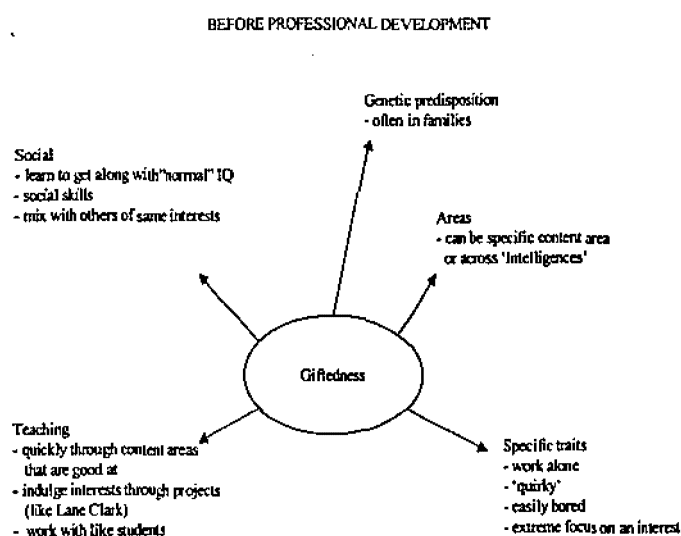 BEFORE PROFESSIONAL DEVELOPMENT
Genetic predisposition
- often in families
Social
- learn to get along with "normal" IQ
- social skills
- mix with others of same interests
Areas
- can be specific content area
or across 'Intelligences'
Giftedness
Teaching
- quickly through content areas
that are good at
- indulge interests through projects
(like Lane Clark)
- work with like students
Specific traits
- work alone
- 'quirky'
- easily bored
- extreme focus on an interest